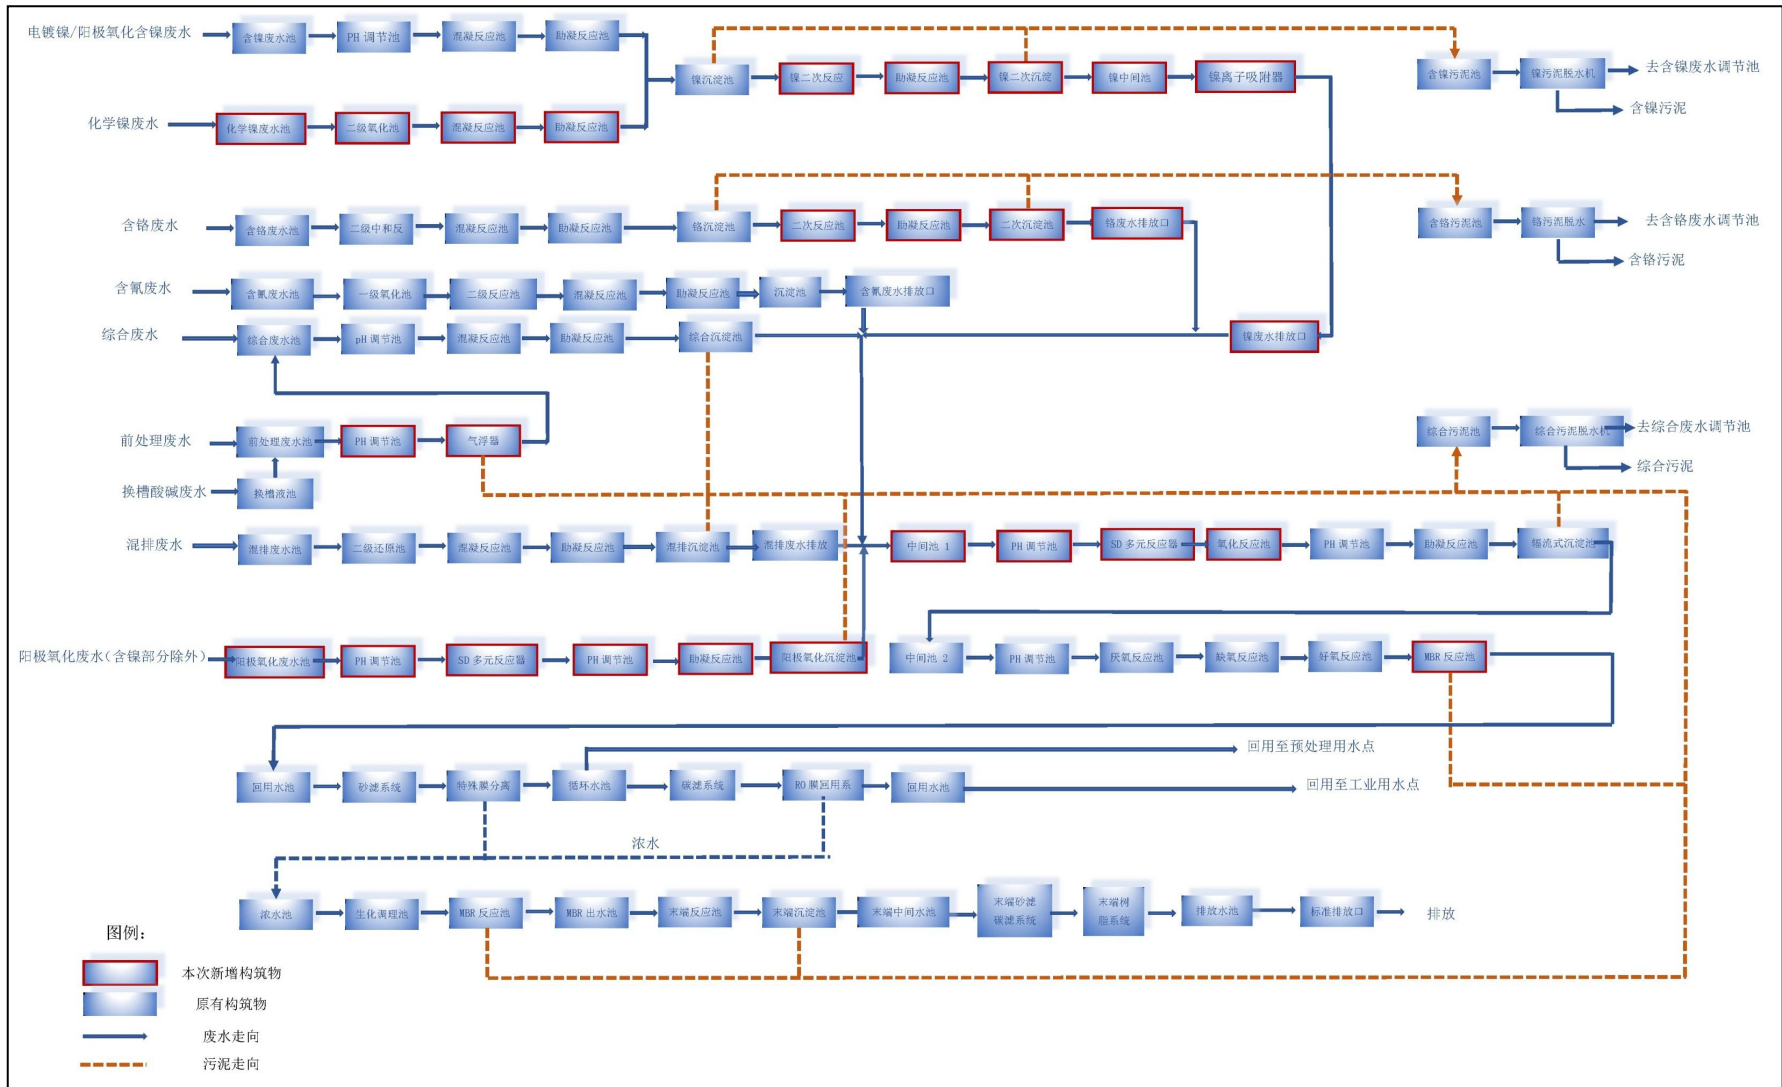 电镀镍/阳极氧化含镍废水
含镍废水池
PH 调节池
混凝反应池
助凝反应池
镍沉淀池
镍二次反应
助凝反应池
镍二次沉淀
镍中间池
镍离子吸附器
含镍污泥池
镍污泥脱水机
去含镍废水调节池
含镍污泥
化学镍废水
化学镍废水池
二级氧化池
混凝反应池
助凝反应池
含铬废水
含铬废水池
二级中和反
混凝反应池
助凝反应池
铬沉淀池
二次反应池
助凝反应池
二次沉淀池
铬废水排放口
含铬污泥池
铬污泥脱水
去含铬废水调节池
含铬污泥
含氰废水
含氰废水池
一级氧化池
二级反应池
混凝反应池
助凝反应池
沉淀池
含氰废水排放口
综合废水
综合废水池
pH 调节池
混凝反应池
助凝反应池
综合沉淀池
镍废水排放口
前处理废水
前处理废水池
PH 调节池
气浮器
综合污泥池
综合污泥脱水机
去综合废水调节池
综合污泥
换槽酸碱废水
换槽液池
混排废水
混排废水池
二级还原池
混凝反应池
助凝反应池
混排沉淀池
混排废水排放
中间池 1
PH 调节池
SD 多元反应器
氧化反应池
PH 调节池
助凝反应池
辐流式沉淀池
阳极氧化废水（含镍部分除外）
阳极氧化废水池
PH 调节池
SD 多元反应器
PH 调节池
助凝反应池
阳极氧化沉淀池
中间池 2
PH 调节池
厌氧反应池
缺氧反应池
好氧反应池
MBR 反应池
回用至预处理用水点
回用水池
砂滤系统
特殊膜分离
循环水池
碳滤系统
RO 膜回用系
回用水池
回用至工业用水点
浓水
浓水池
生化调理池
MBR 反应池
MBR 出水池
末端反应池
末端沉淀池
末端中间水池
末端砂滤
碳滤系统
末端树
脂系统
排放水池
标准排放口
排放
图例：
本次新增构筑物
原有构筑物
废水走向
污泥走向